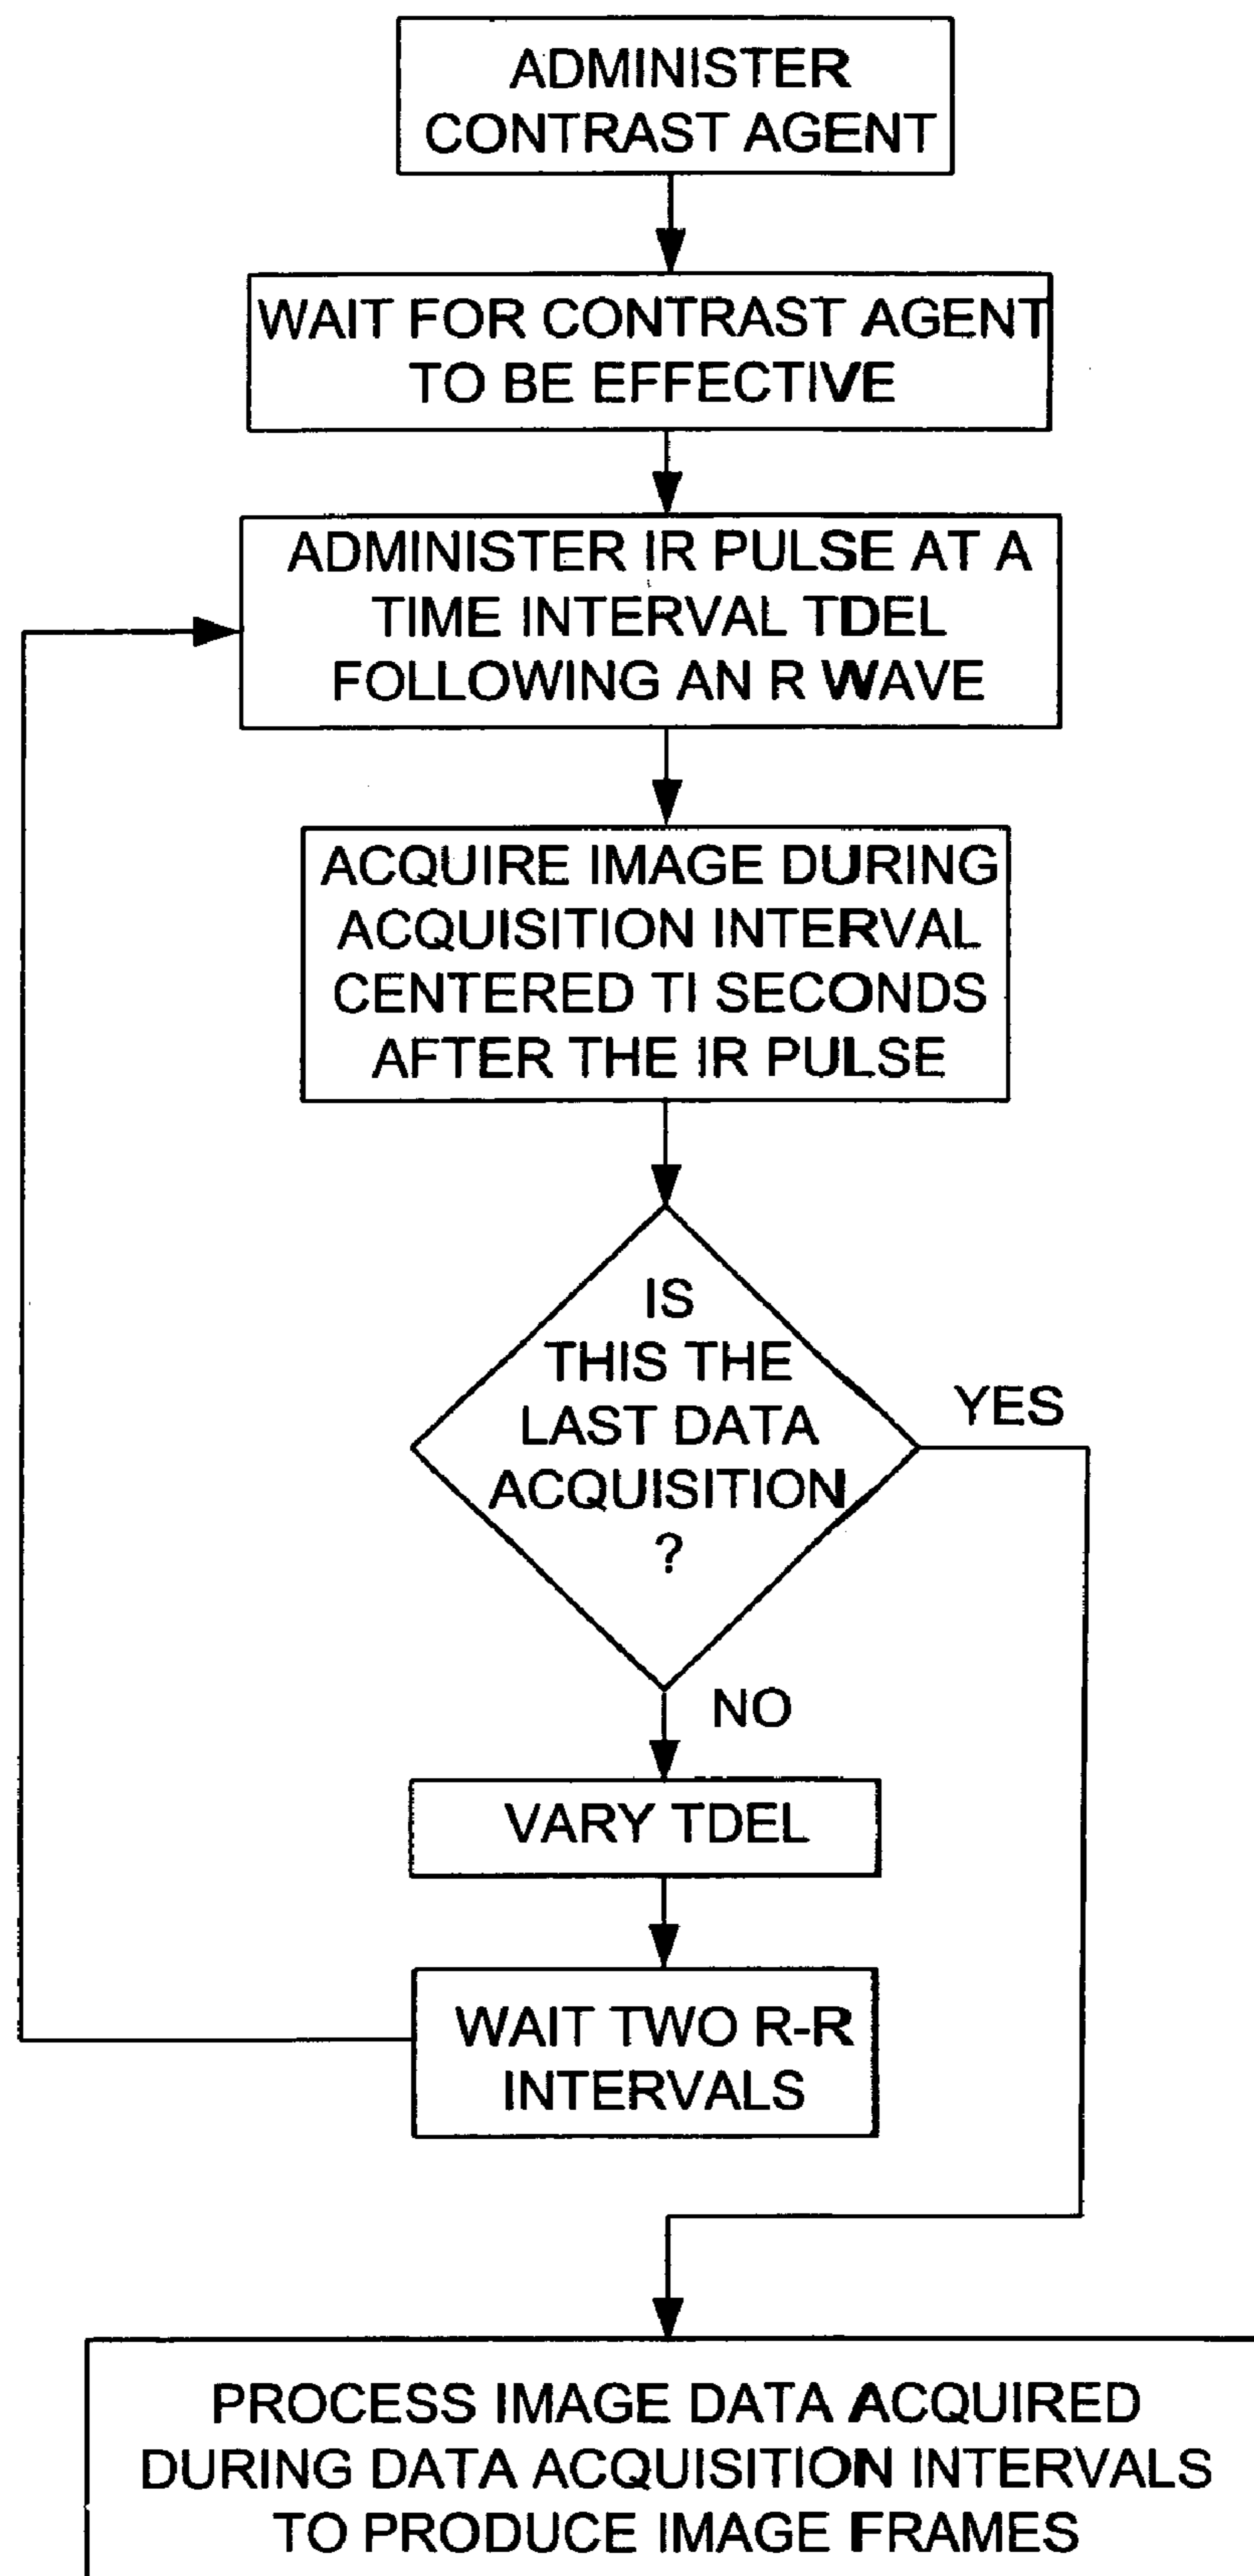 ADMINISTER
CONTRAST AGENT
WAIT FOR CONTRAST AGENT
TO BE EFFECTIVE
ADMINISTER IR PULSE AT A
TIME INTERVAL TDEL
FOLLOWING AN R WAVE
ACQUIRE IMAGE DURING
ACQUISITION INTERVAL
CENTERED TI SECONDS
AFTER THE IR PULSE
IS
THIS THE
LAST DATA
ACQUISITION
?
YES
NO
VARY TDEL
WAIT TWO R-R
INTERVALS
PROCESS IMAGE DATA ACQUIRED
DURING DATA ACQUISITION INTERVALS
TO PRODUCE IMAGE FRAMES